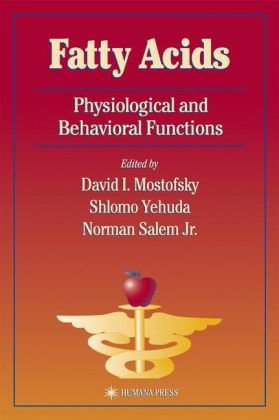 Fatty Acids
Physiological and
Behavioral Functions
Edited by
David I. Mostofsky
Shlomo Yehuda
Norman Salem Jr.
HUMANA PRESS